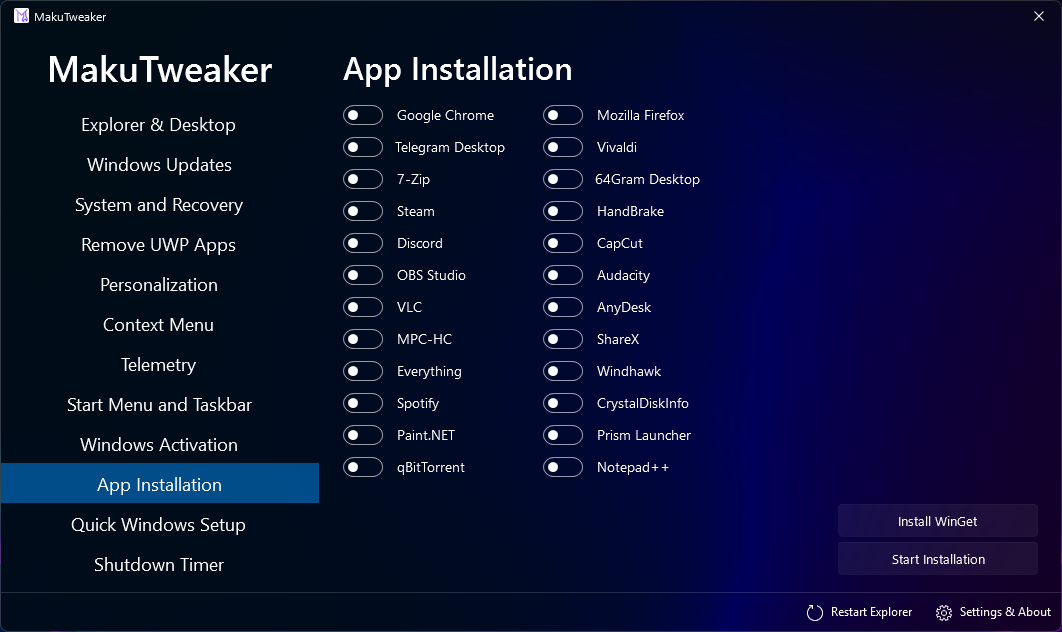 MakuTweaker
MakuTweaker
Explorer & Desktop
Windows Updates
System and Recovery
Remove UWP Apps
Personalization
Context Menu
Telemetry
Start Menu and Taskbar
Windows Activation
App Installation
Quick Windows Setup
Shutdown Timer
App Installation
Google Chrome
Telegram Desktop
7-Zip
Steam
Discord
OBS Studio
VLC
MPC-HC
Everything
Spotify
Paint.NET
qBitTorrent
Mozilla Firefox
Vivaldi
64Gram Desktop
HandBrake
CapCut
Audacity
AnyDesk
ShareX
Windhawk
CrystalDiskInfo
Prism Launcher
Notepad++
Install WinGet
Start Installation
Restart Explorer
Settings & About